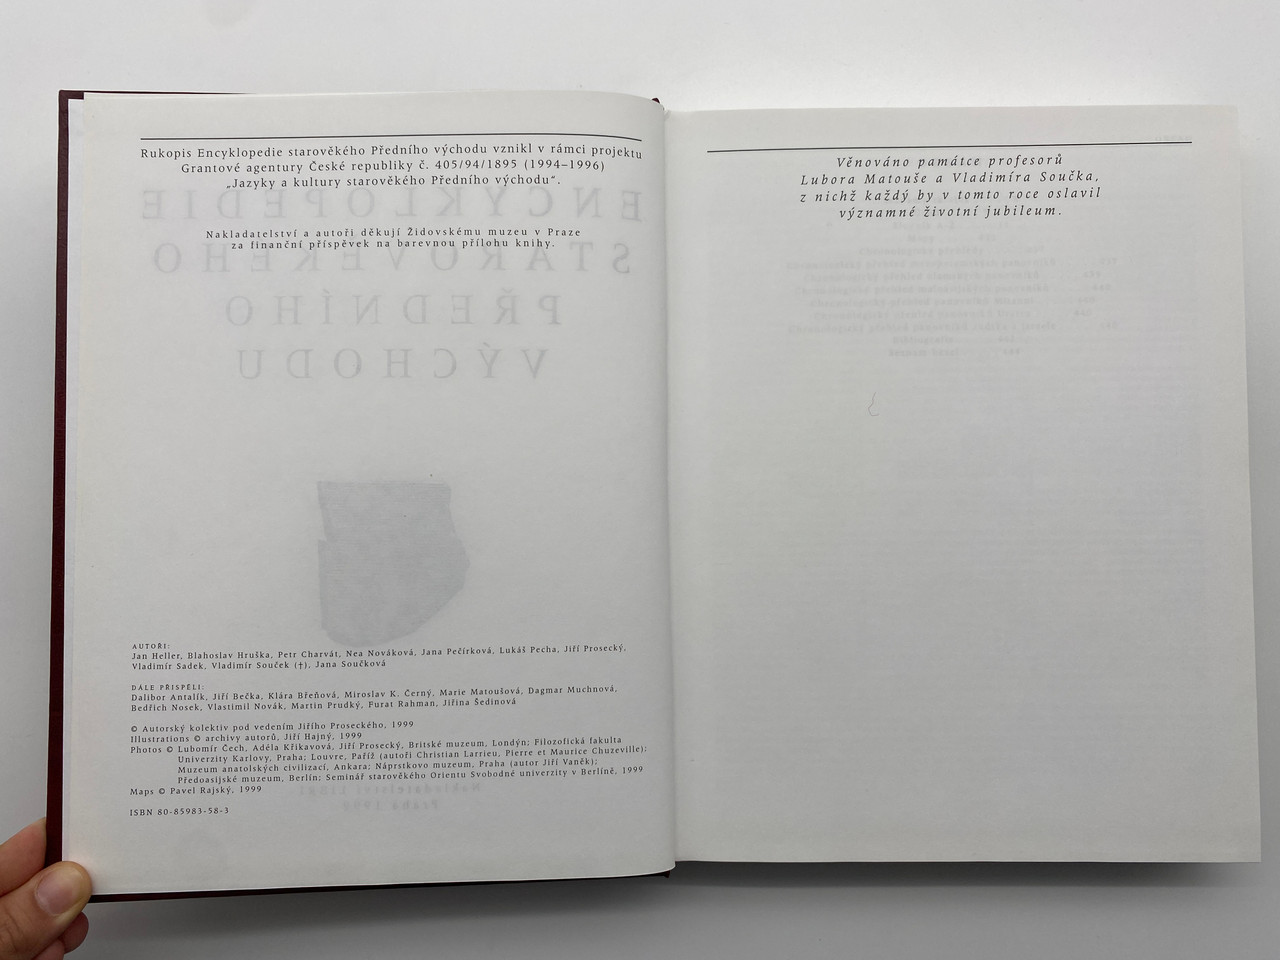 Rukopis Encyklopedie starověkého Předního východu vznikl v rámci projektu
Grantové agentury České republiky č. 405/94/1895 (1994–1996)
„Jazyky a kultury starověkého Předního východu“.
Nakladatelství a autoři děkují Židovskému muzeu v Praze
za finanční příspěvek na barevnou přílohu knihy.
ENCYKLOPEDIE
STAROVĚKÉHO
PŘEDNÍHO
VÝCHODU
AUTOŘI:
Jan Heller, Blahoslav Hruška, Petr Charvát, Nea Nováková, Jana Pečírková, Lukáš Pecha, Jiří Prosecký,
Vladimír Sadek, Vladimír Souček (†), Jana Součková
DÁLE PŘISPĚLI:
Dalibor Antalík, Jiří Bečka, Klára Břeňová, Miroslav K. Černý, Marie Matoušová, Dagmar Muchnová,
Bedřich Nosek, Vlastimil Novák, Martin Prudký, Furat Rahman, Jiřina Šedinová
© Autorský kolektiv pod vedením Jiřího Proseckého, 1999
Illustrations © archivy autorů, Jiří Hajný, 1999
Photos © Lubomír Čech, Adéla Křikavová, Jiří Prosecký, Britské muzeum, Londýn; Filozofická fakulta
Univerzity Karlovy, Praha; Louvre, Paříž (autoři Christian Larrieu, Pierre et Maurice Chuzeville);
Muzeum anatolských civilizací, Ankara; Náprstkovo muzeum, Praha (autor Jiří Vaněk);
Předoasijské muzeum, Berlín; Seminář starověkého Orientu Svobodné univerzity v Berlíně, 1999
Maps © Pavel Rajský, 1999
Nakladatelství Libri
Praha 1999
ISBN 80-85983-58-3
Věnováno památce profesorů
Lubora Matouše a Vladimíra Součka,
z nichž každý by v tomto roce oslavil
významné životní jubileum.